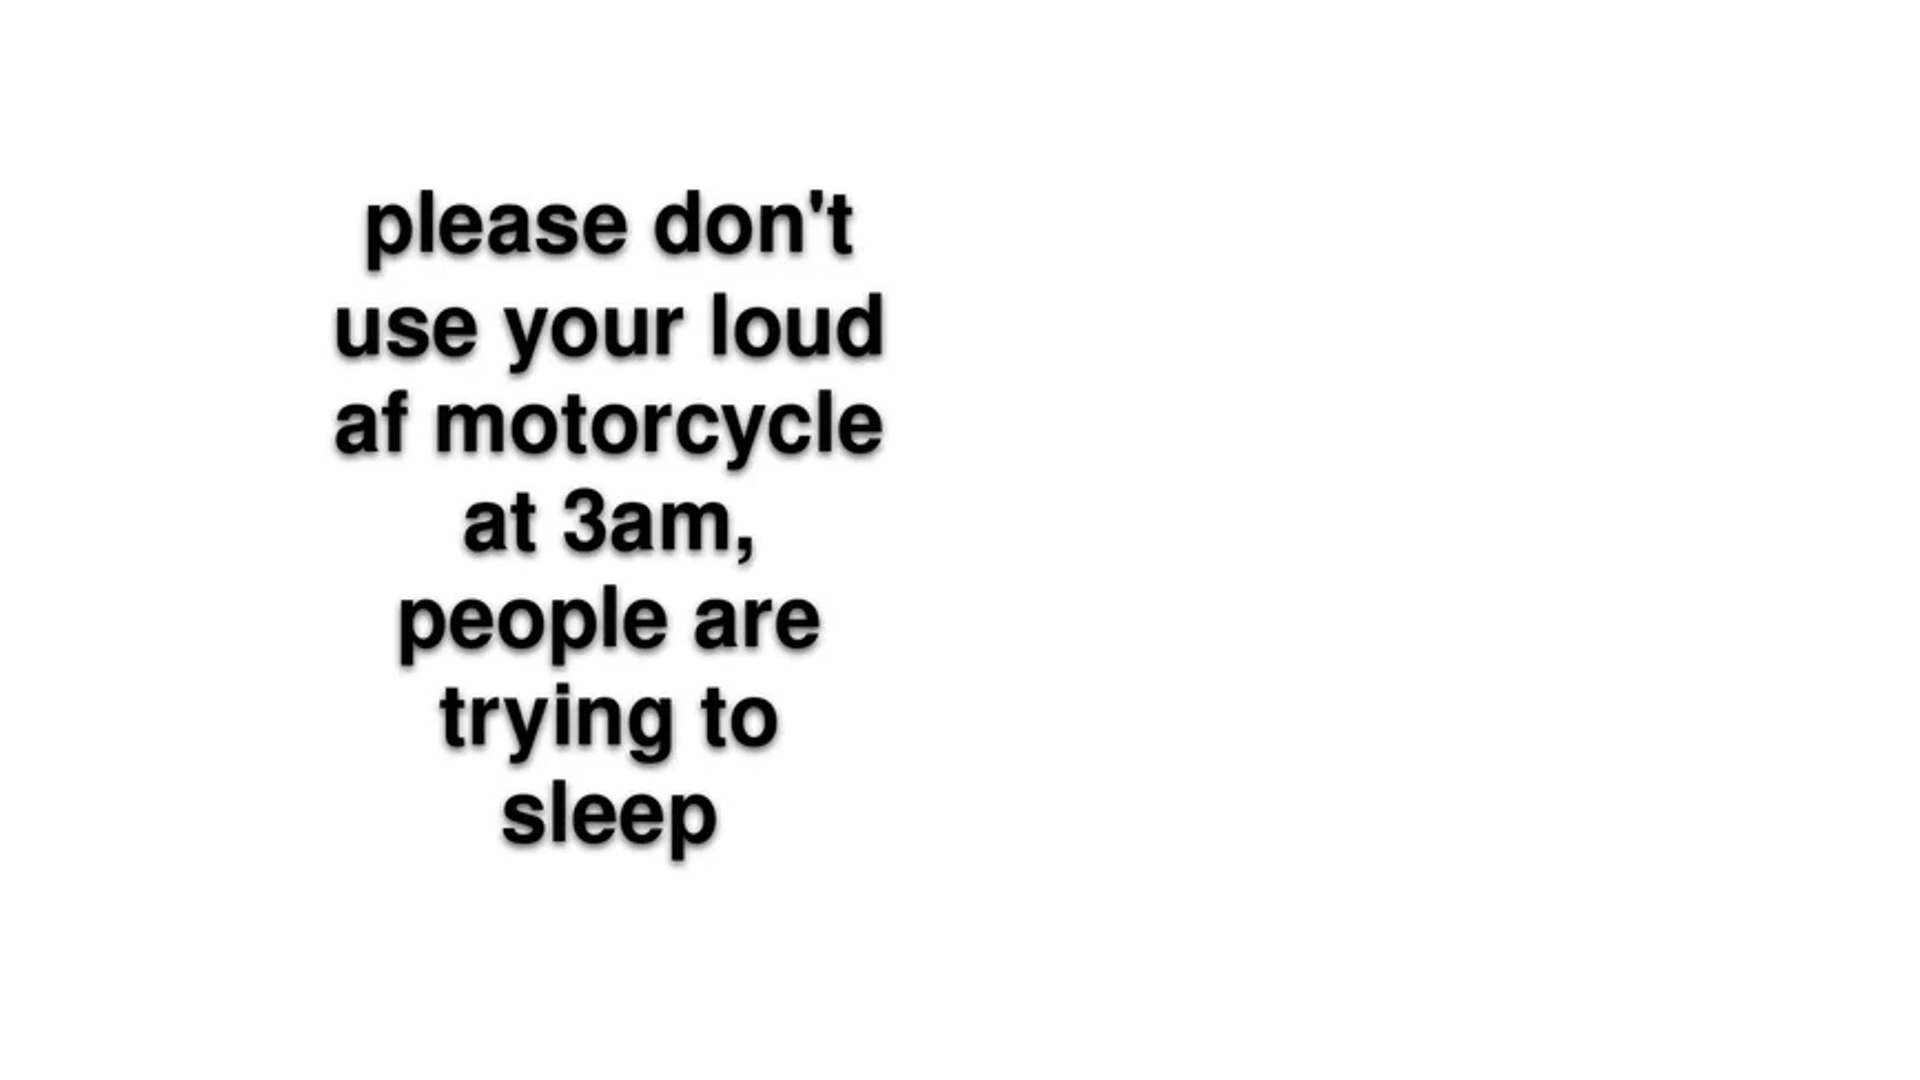 please don't
use your loud
af motorcycle
at 3am,
people are
trying to
sleep